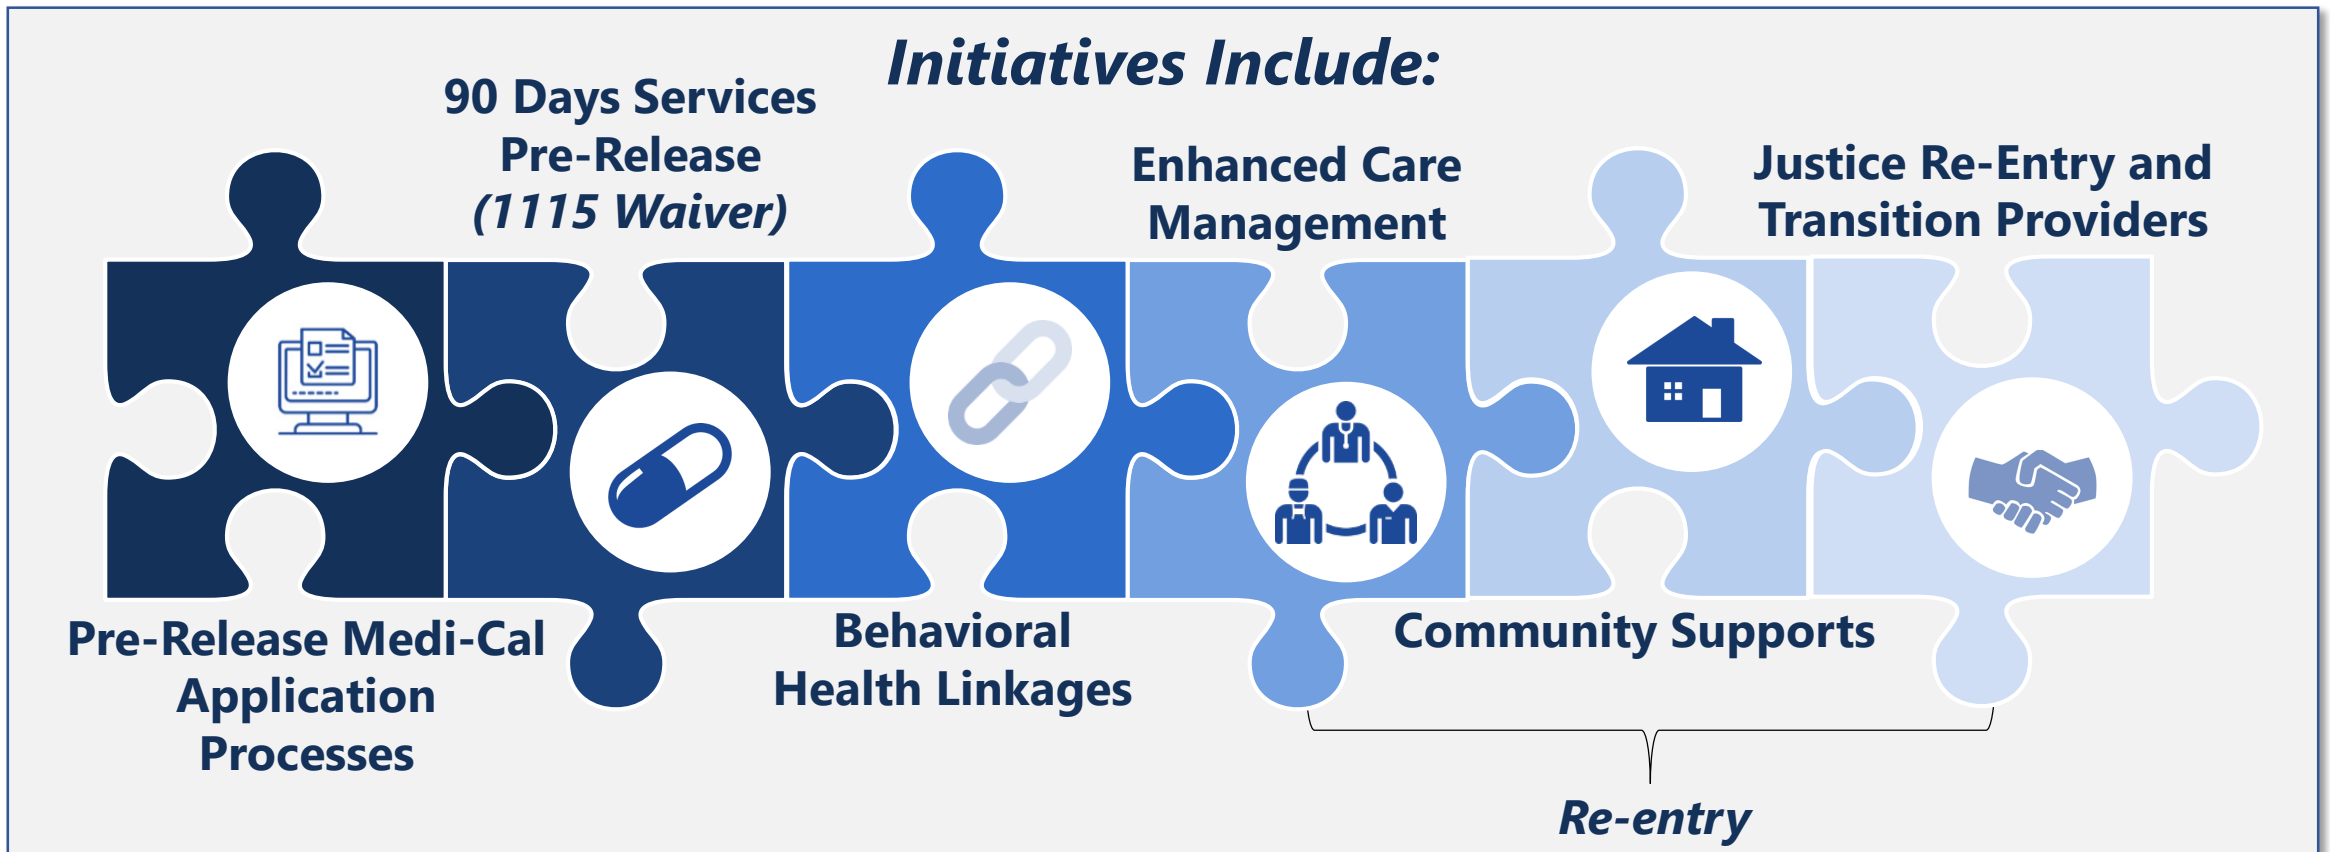 Initiatives Include:
90 Days Services
Pre-Release
(1115 Waiver)
Enhanced Care
Management
Justice Re-Entry and
Transition Providers
Pre-Release Medi-Cal
Application
Processes
Behavioral
Health Linkages
Community Supports
Re-entry